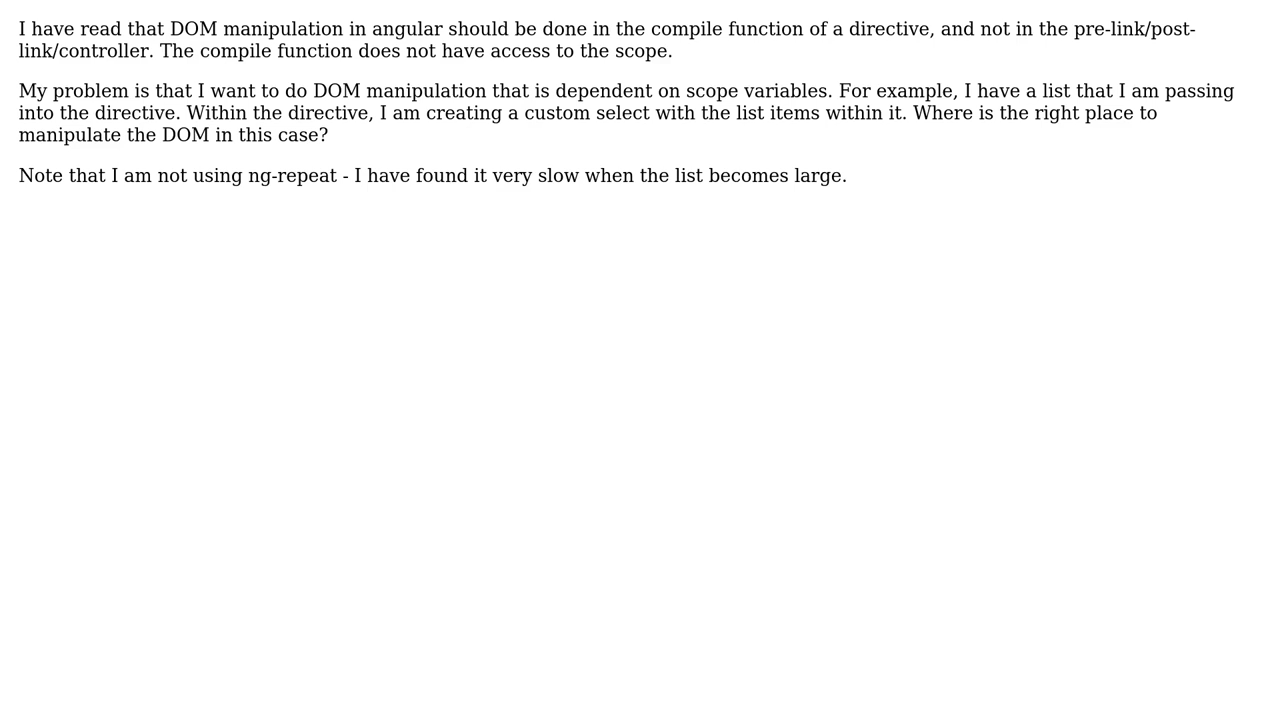 I have read that DOM manipulation in angular should be done in the compile function of a directive, and not in the pre-link/post-
link/controller. The compile function does not have access to the scope.
My problem is that I want to do DOM manipulation that is dependent on scope variables. For example, I have a list that I am passing
into the directive. Within the directive, I am creating a custom select with the list items within it. Where is the right place to
manipulate the DOM in this case?
Note that I am not using ng-repeat - I have found it very slow when the list becomes large.